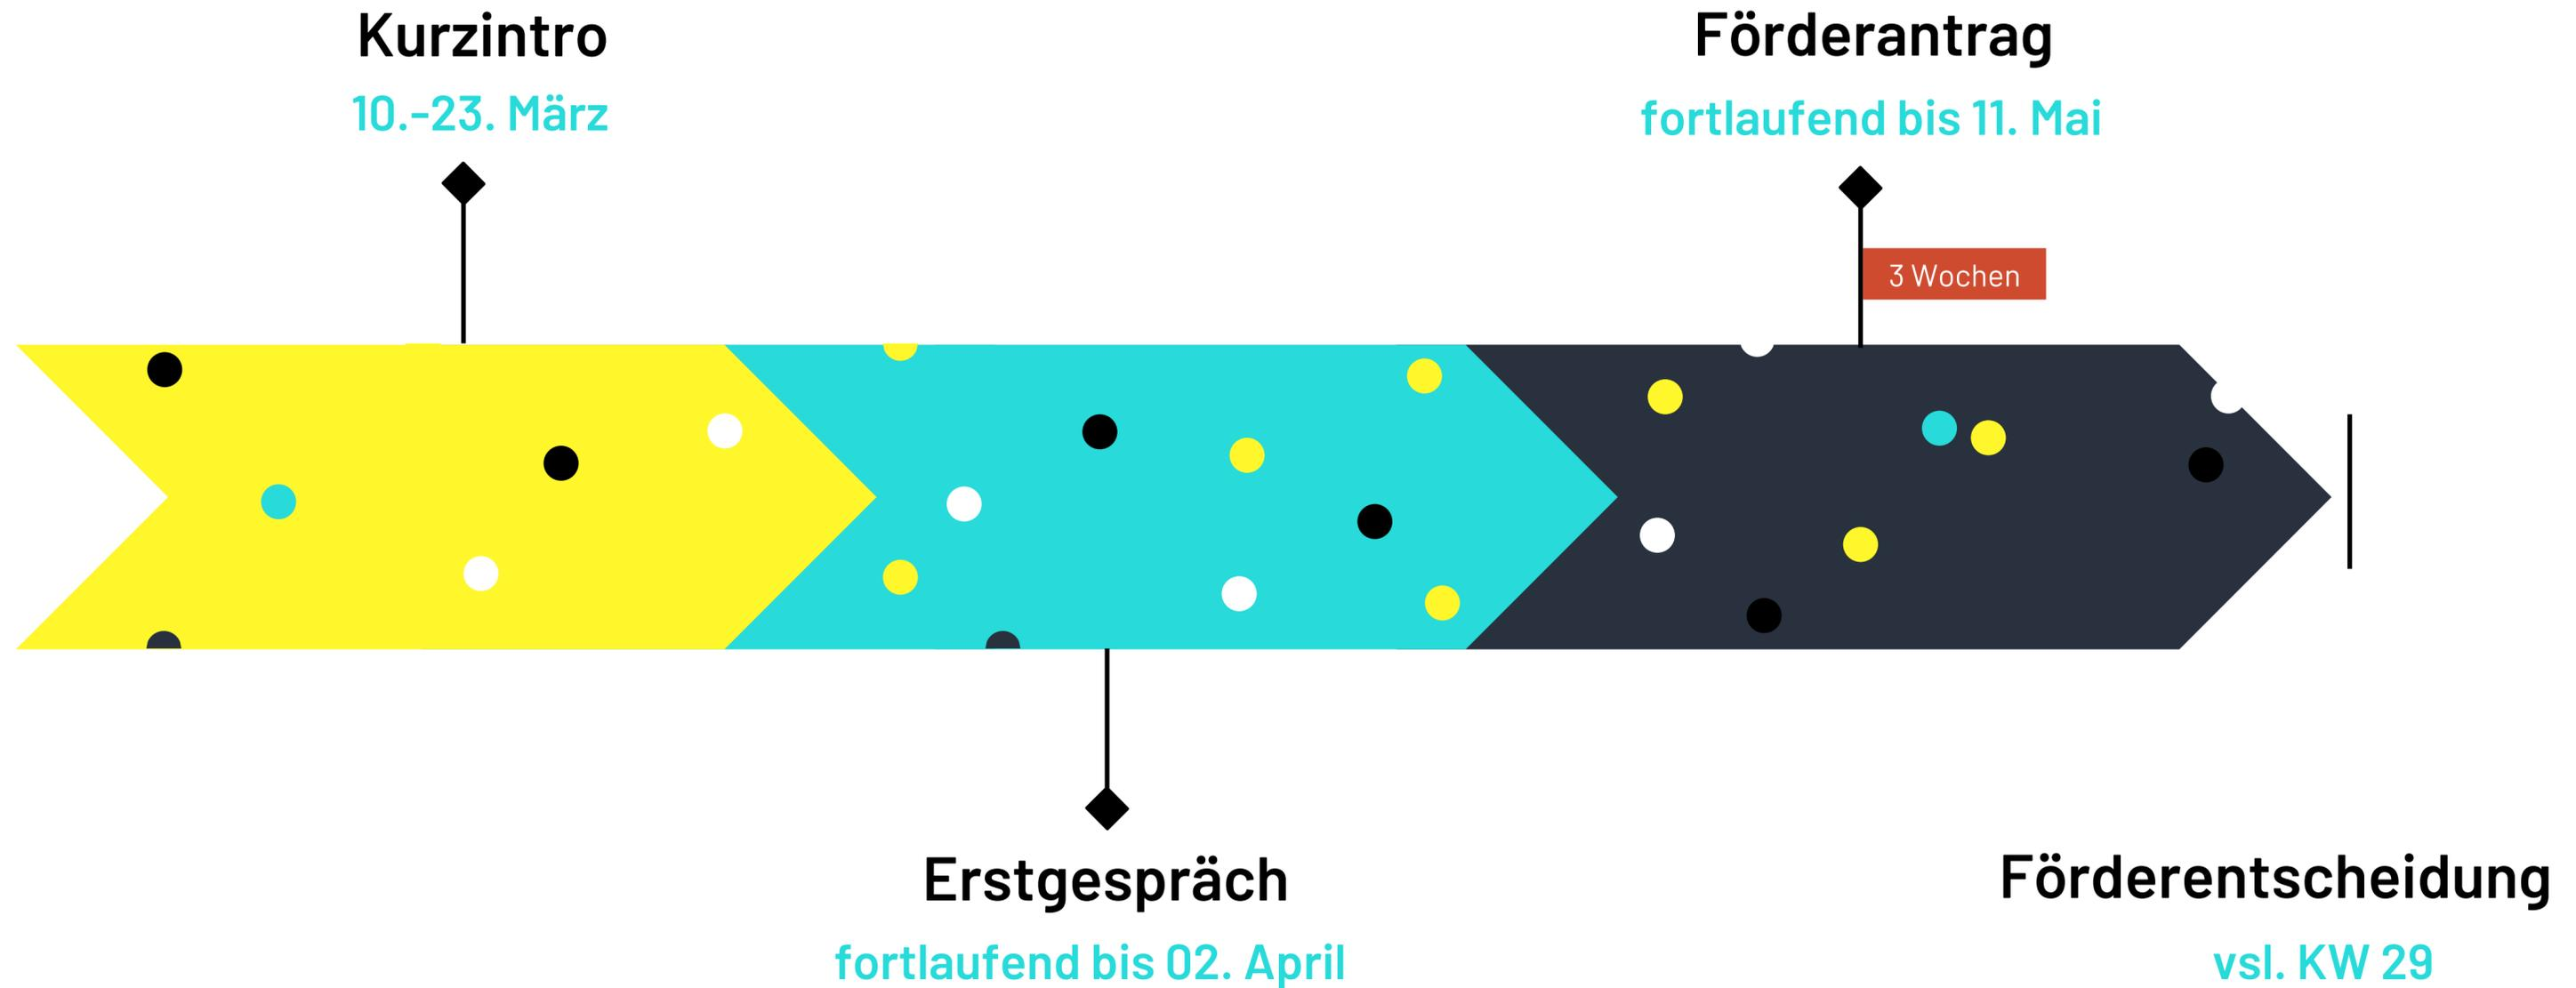 Kurzintro
10.-23. März
Förderantrag
fortlaufend bis 11. Mai
3 Wochen
Erstgespräch
fortlaufend bis 02. April
Förderentscheidung
vsl. KW 29